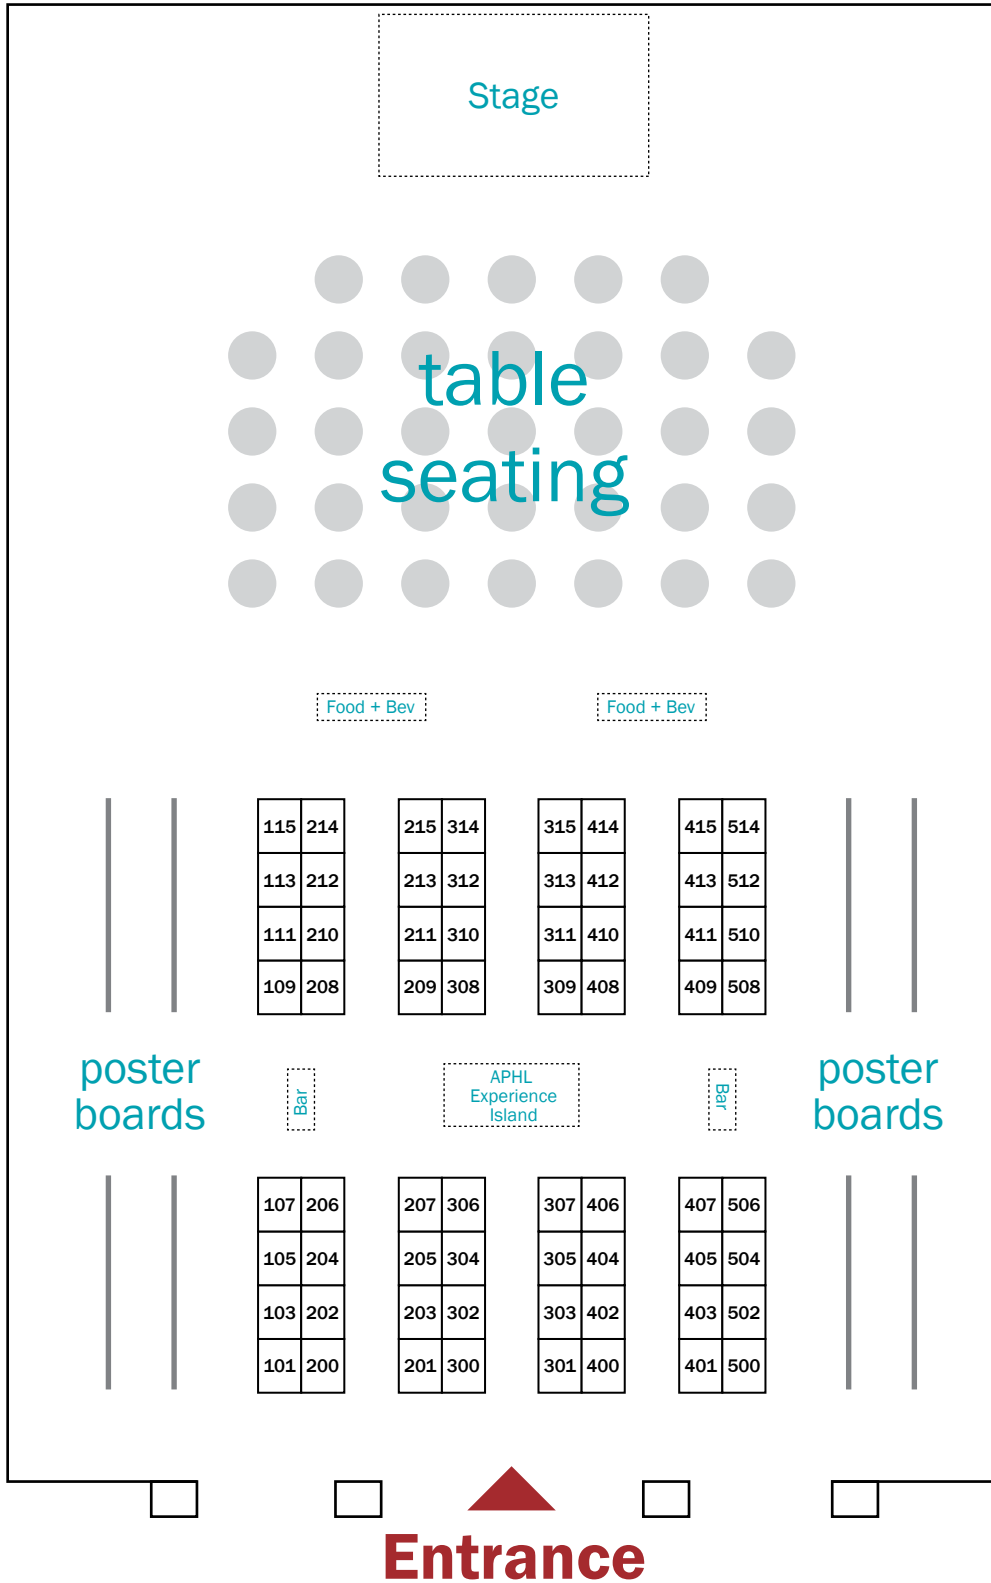 Stage
table
seating
Food + Bev Food + Bev
115 214 215 314 315 414 415 514
113 212 213 312 313 412 413 512
111 210 211 310 311 410 411 510
109 208 209 308 309 408 409 508
poster
boards
Bar
APHL
Experience
Island
Bar
poster
boards
107 206 207 306 307 406 407 506
105 204 205 304 305 404 405 504
103 202 203 302 303 402 403 502
101 200 201 300 301 400 401 500
Entrance